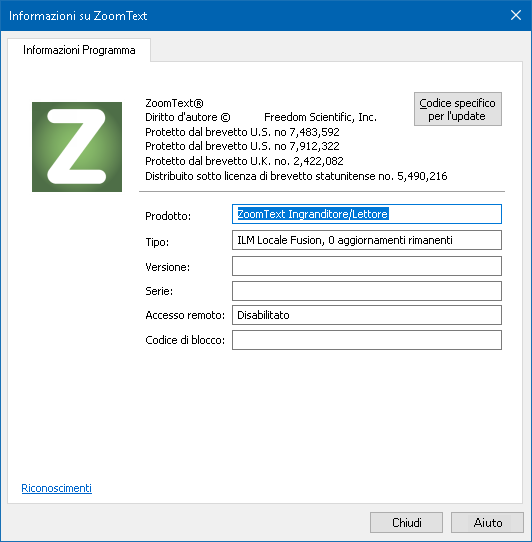 Informazioni su ZoomText
Informazioni Programma
Z
ZoomText®
Diritto d'autore © Freedom Scientific, Inc.
Protetto dal brevetto U.S. no 7,483,592
Protetto dal brevetto U.S. no 7,912,322
Protetto dal brevetto U.K. no. 2,422,082
Distribuito sotto licenza di brevetto statunitense no. 5,490,216
Codice specifico
per l'update
Prodotto: ZoomText Ingranditore/Lettore
Tipo: ILM Locale Fusion, 0 aggiornamenti rimanenti
Versione:
Serie:
Accesso remoto: Disabilitato
Codice di blocco:
Riconoscimenti
Chiudi Aiuto